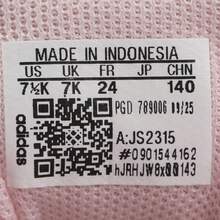 MADE IN INDONESIA
US UK FR JP CHN
7½K 7K 24 140
PGD 789006 09/25
A:JS2315
#0901544162
adidas